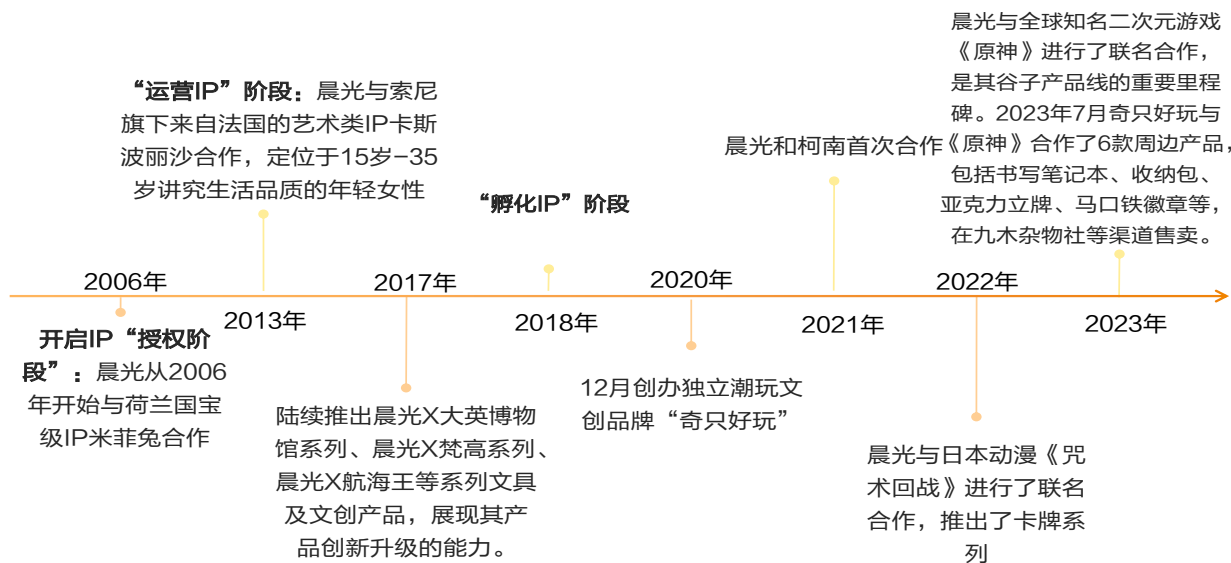 “运营IP”阶段：晨光与索尼
旗下来自法国的艺术类IP卡斯
波丽沙合作，定位于15岁-35
岁讲究生活品质的年轻女性
“孵化IP”阶段
晨光和柯南首次合作
晨光与全球知名二次元游戏
《原神》进行了联名合作，
是其谷子产品线的重要里程
碑。2023年7月奇只好玩与
《原神》合作了6款周边产品，
包括书写笔记本、收纳包、
亚克力立牌、马口铁徽章等，
在九木杂物社等渠道售卖。
2006年
2013年
2017年
2018年
2020年
2021年
2022年
2023年
开启IP“授权阶
段”：晨光从2006
年开始与荷兰国宝
级IP米菲兔合作
陆续推出晨光X大英博物
馆系列、晨光X梵高系列、
晨光X航海王等系列文具
及文创产品，展现其产
品创新升级的能力。
12月创办独立潮玩文
创品牌“奇只好玩”
晨光与日本动漫《咒
术回战》进行了联名
合作，推出了卡牌系
列